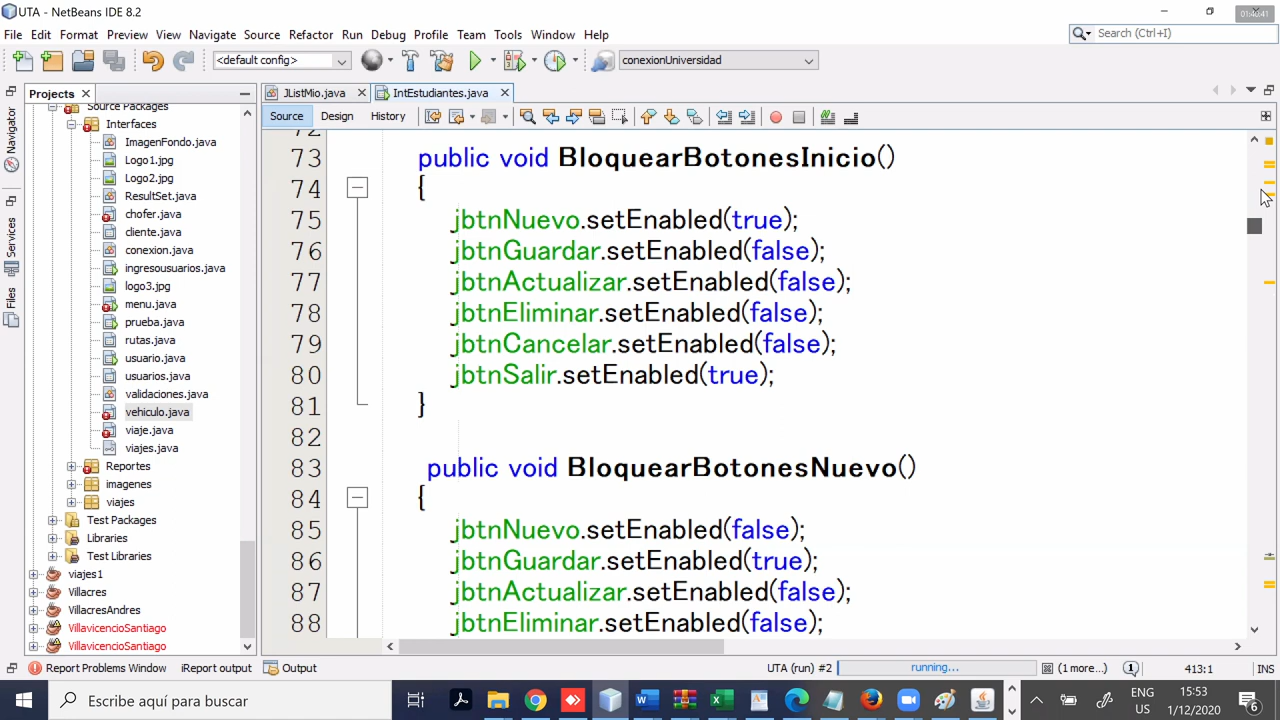 UTA - NetBeans IDE 8.2
01:40:41
File Edit Format Preview View Navigate Source Refactor Run Debug Profile Team Tools Window Help
Search (Ctrl+I)
<default config>
conexionUniversidad
Projects
JListMio.java
IntEstudiantes.java
Navigator
Services
Files
Source Design History
Source Packages
Interfaces
ImagenFondo.java
Logo1.jpg
Logo2.jpg
ResultSet.java
chofer.java
cliente.java
conexion.java
ingresousuarios.java
logo3.jpg
menu.java
prueba.java
rutas.java
usuario.java
usuarios.java
validaciones.java
vehiculo.java
viaje.java
viajes.java
Reportes
imagenes
viajes
Test Packages
Libraries
Test Libraries
viajes1
Villacres
VillacresAndres
VillavicencioSantiago
VillavicencioSantiago
72
73 public void BloquearBotonesInicio()
74 {
75 jbtnNuevo.setEnabled(true);
76 jbtnGuardar.setEnabled(false);
77 jbtnActualizar.setEnabled(false);
78 jbtnEliminar.setEnabled(false);
79 jbtnCancelar.setEnabled(false);
80 jbtnSalir.setEnabled(true);
81 }
82
83 public void BloquearBotonesNuevo()
84 {
85 jbtnNuevo.setEnabled(false);
86 jbtnGuardar.setEnabled(true);
87 jbtnActualizar.setEnabled(false);
88 jbtnEliminar.setEnabled(false);
Report Problems Window iReport output Output
UTA (run) #2 running... (1 more...) 1 413:1 INS
Escribe aquí para buscar
ENG
US
15:53
1/12/2020
6